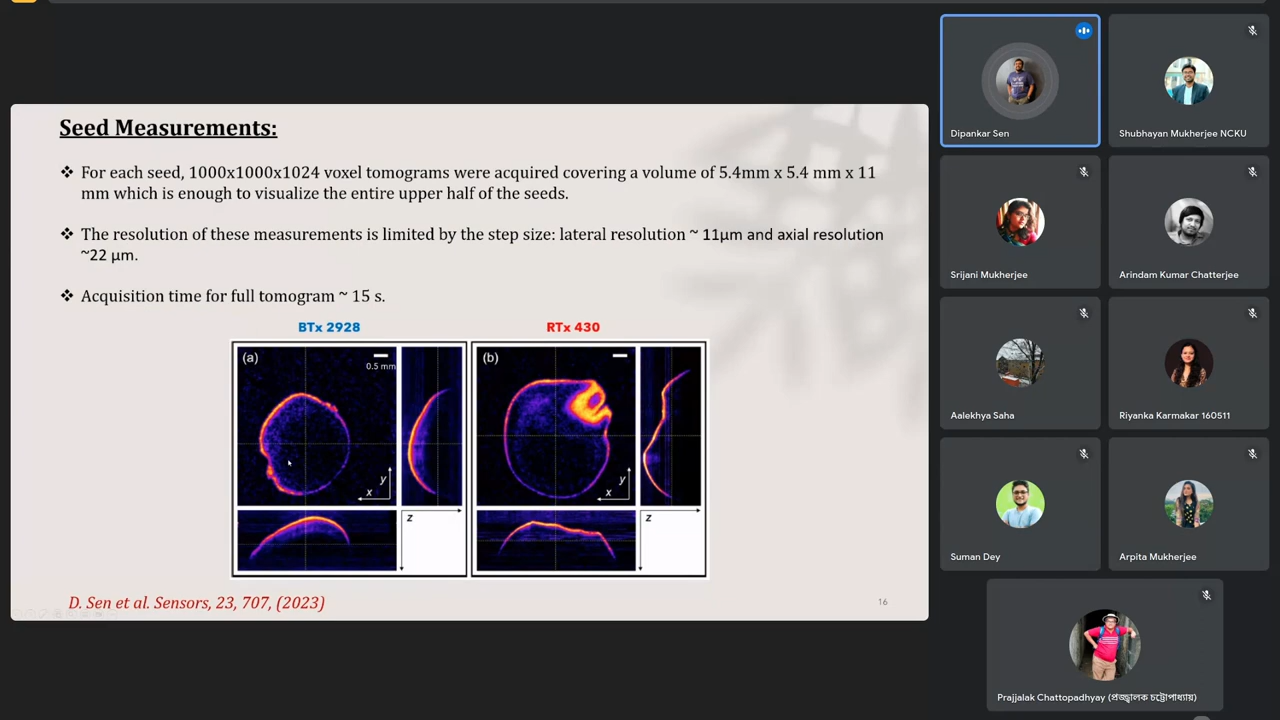 Seed Measurements:
❖ For each seed, 1000x1000x1024 voxel tomograms were acquired covering a volume of 5.4mm x 5.4 mm x 11
mm which is enough to visualize the entire upper half of the seeds.
❖ The resolution of these measurements is limited by the step size: lateral resolution ~ 11µm and axial resolution
~22 µm.
❖ Acquisition time for full tomogram ~ 15 s.
BTx 2928
RTx 430
(a)
0.5 mm
y
x
z
(b)
y
x
z
D. Sen et al. Sensors, 23, 707, (2023)
16
Dipankar Sen
Shubhayan Mukherjee NCKU
Srijani Mukherjee
Arindam Kumar Chatterjee
Aalekhya Saha
Riyanka Karmakar 160511
Suman Dey
Arpita Mukherjee
Prajjalak Chattopadhyay (প্রজ্জ্বালক চট্টোপাধ্যায়)